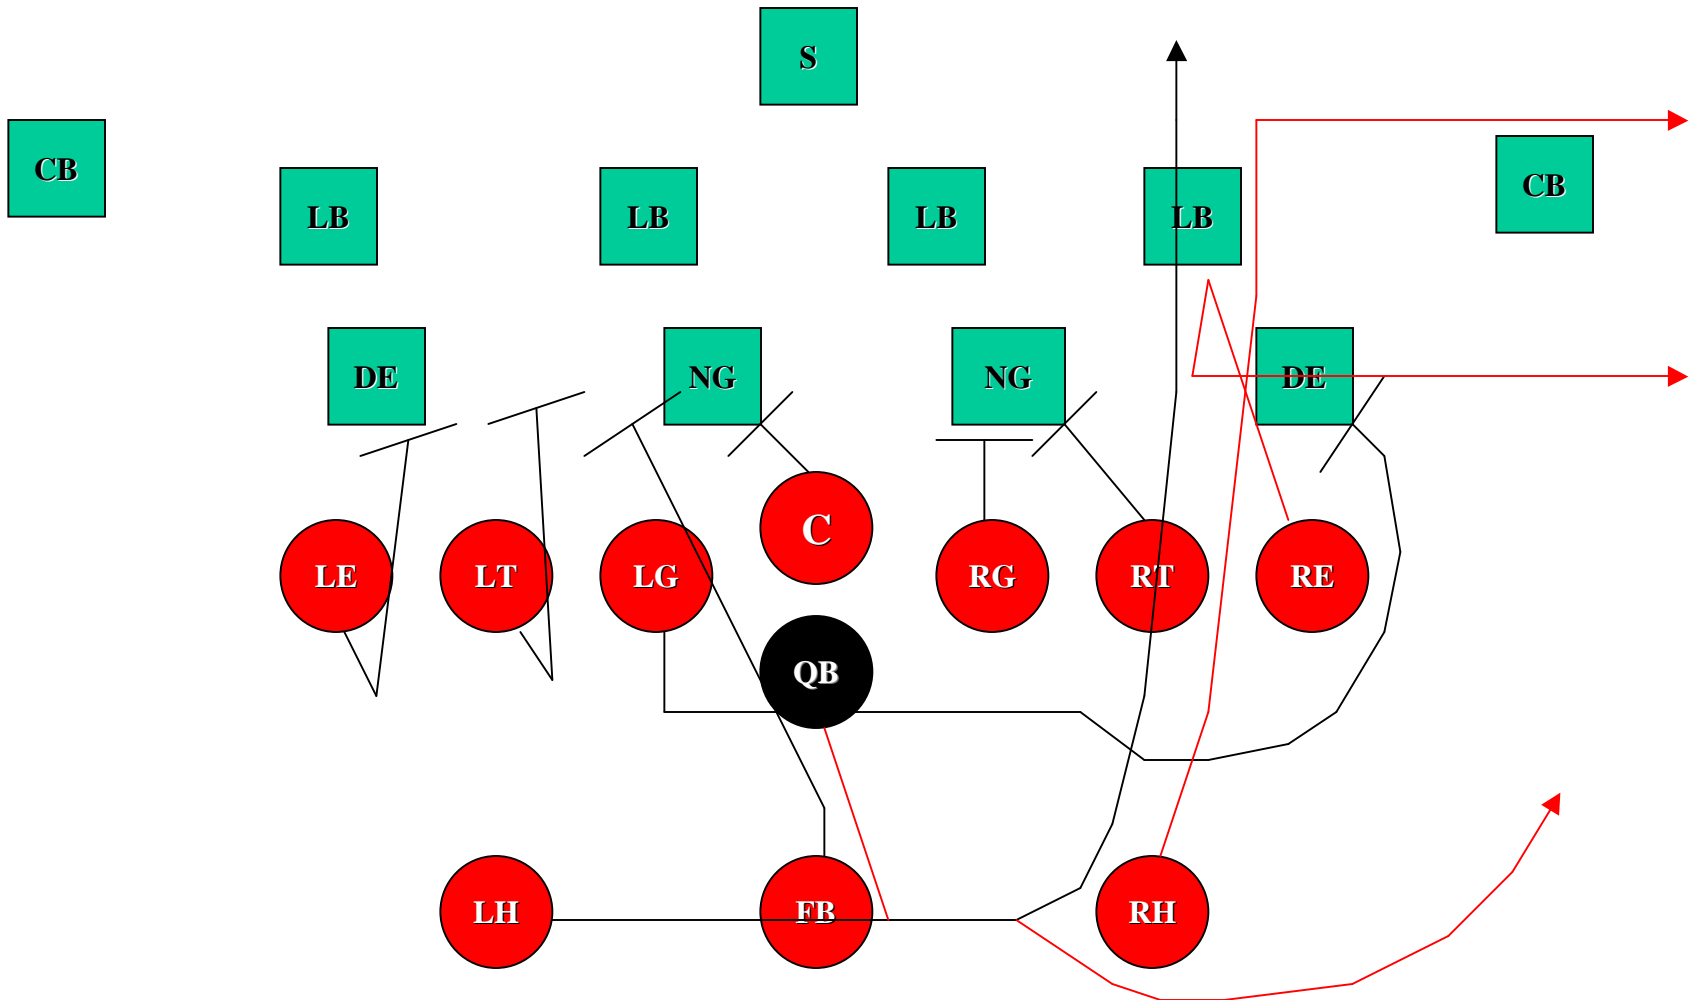 S
CB
CB
LB
LB
LB
LB
DE
NG
NG
DE
C
LE
LT
LG
RG
RT
RE
QB
LH
FB
RH